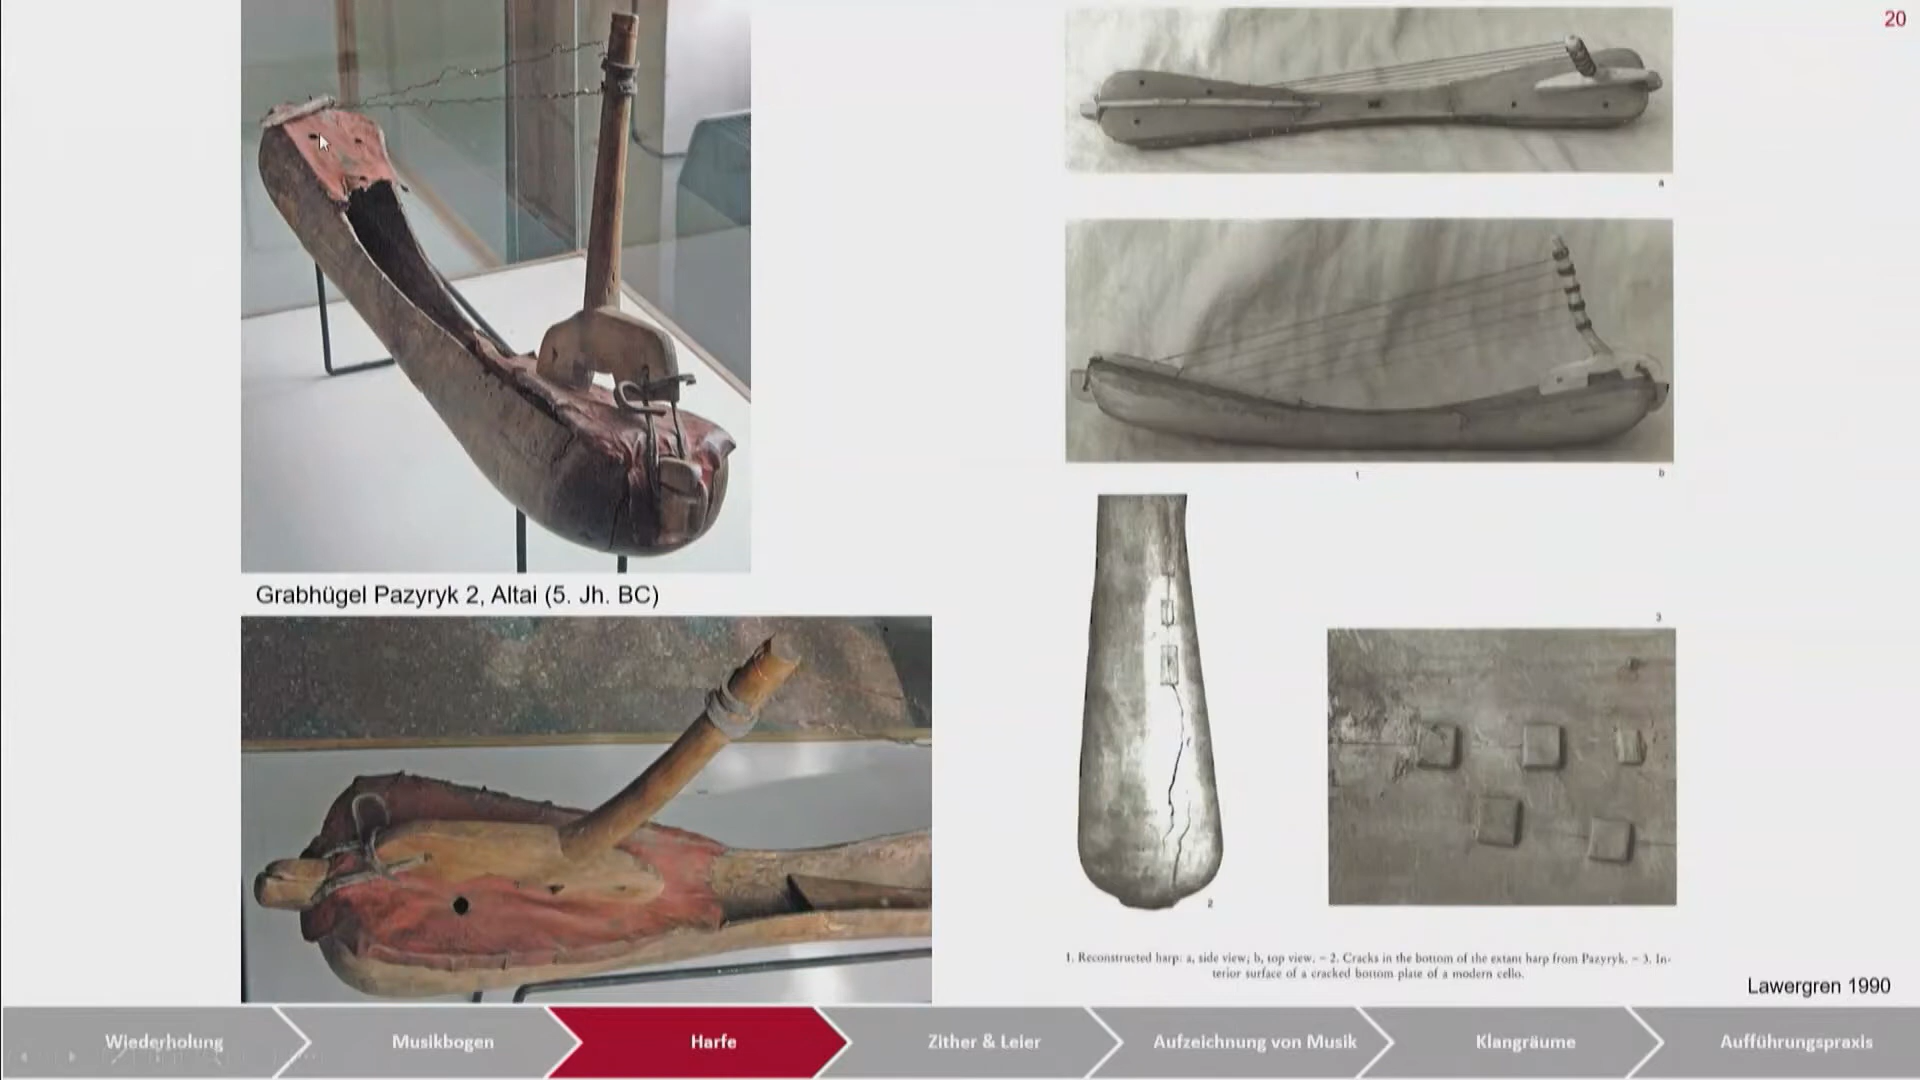 20
a
Grabhügel Pazyryk 2, Altai (5. Jh. BC)
1
b
3
2
1. Reconstructed harp: a, side view; b, top view. – 2. Cracks in the bottom of the extant harp from Pazyryk. – 3. In-
terior surface of a cracked bottom plate of a modern cello.
Lawergren 1990
Wiederholung
Musikbogen
Harfe
Zither & Leier
Aufzeichnung von Musik
Klangräume
Aufführungspraxis